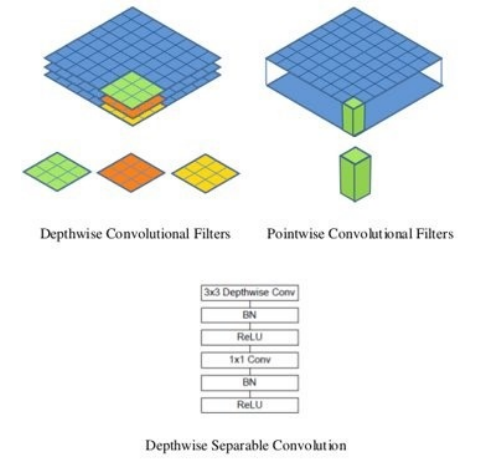 Depthwise Convolutional Filters
Pointwise Convolutional Filters
3x3 Depthwise Conv
BN
ReLU
1x1 Conv
BN
ReLU
Depthwise Separable Convolution